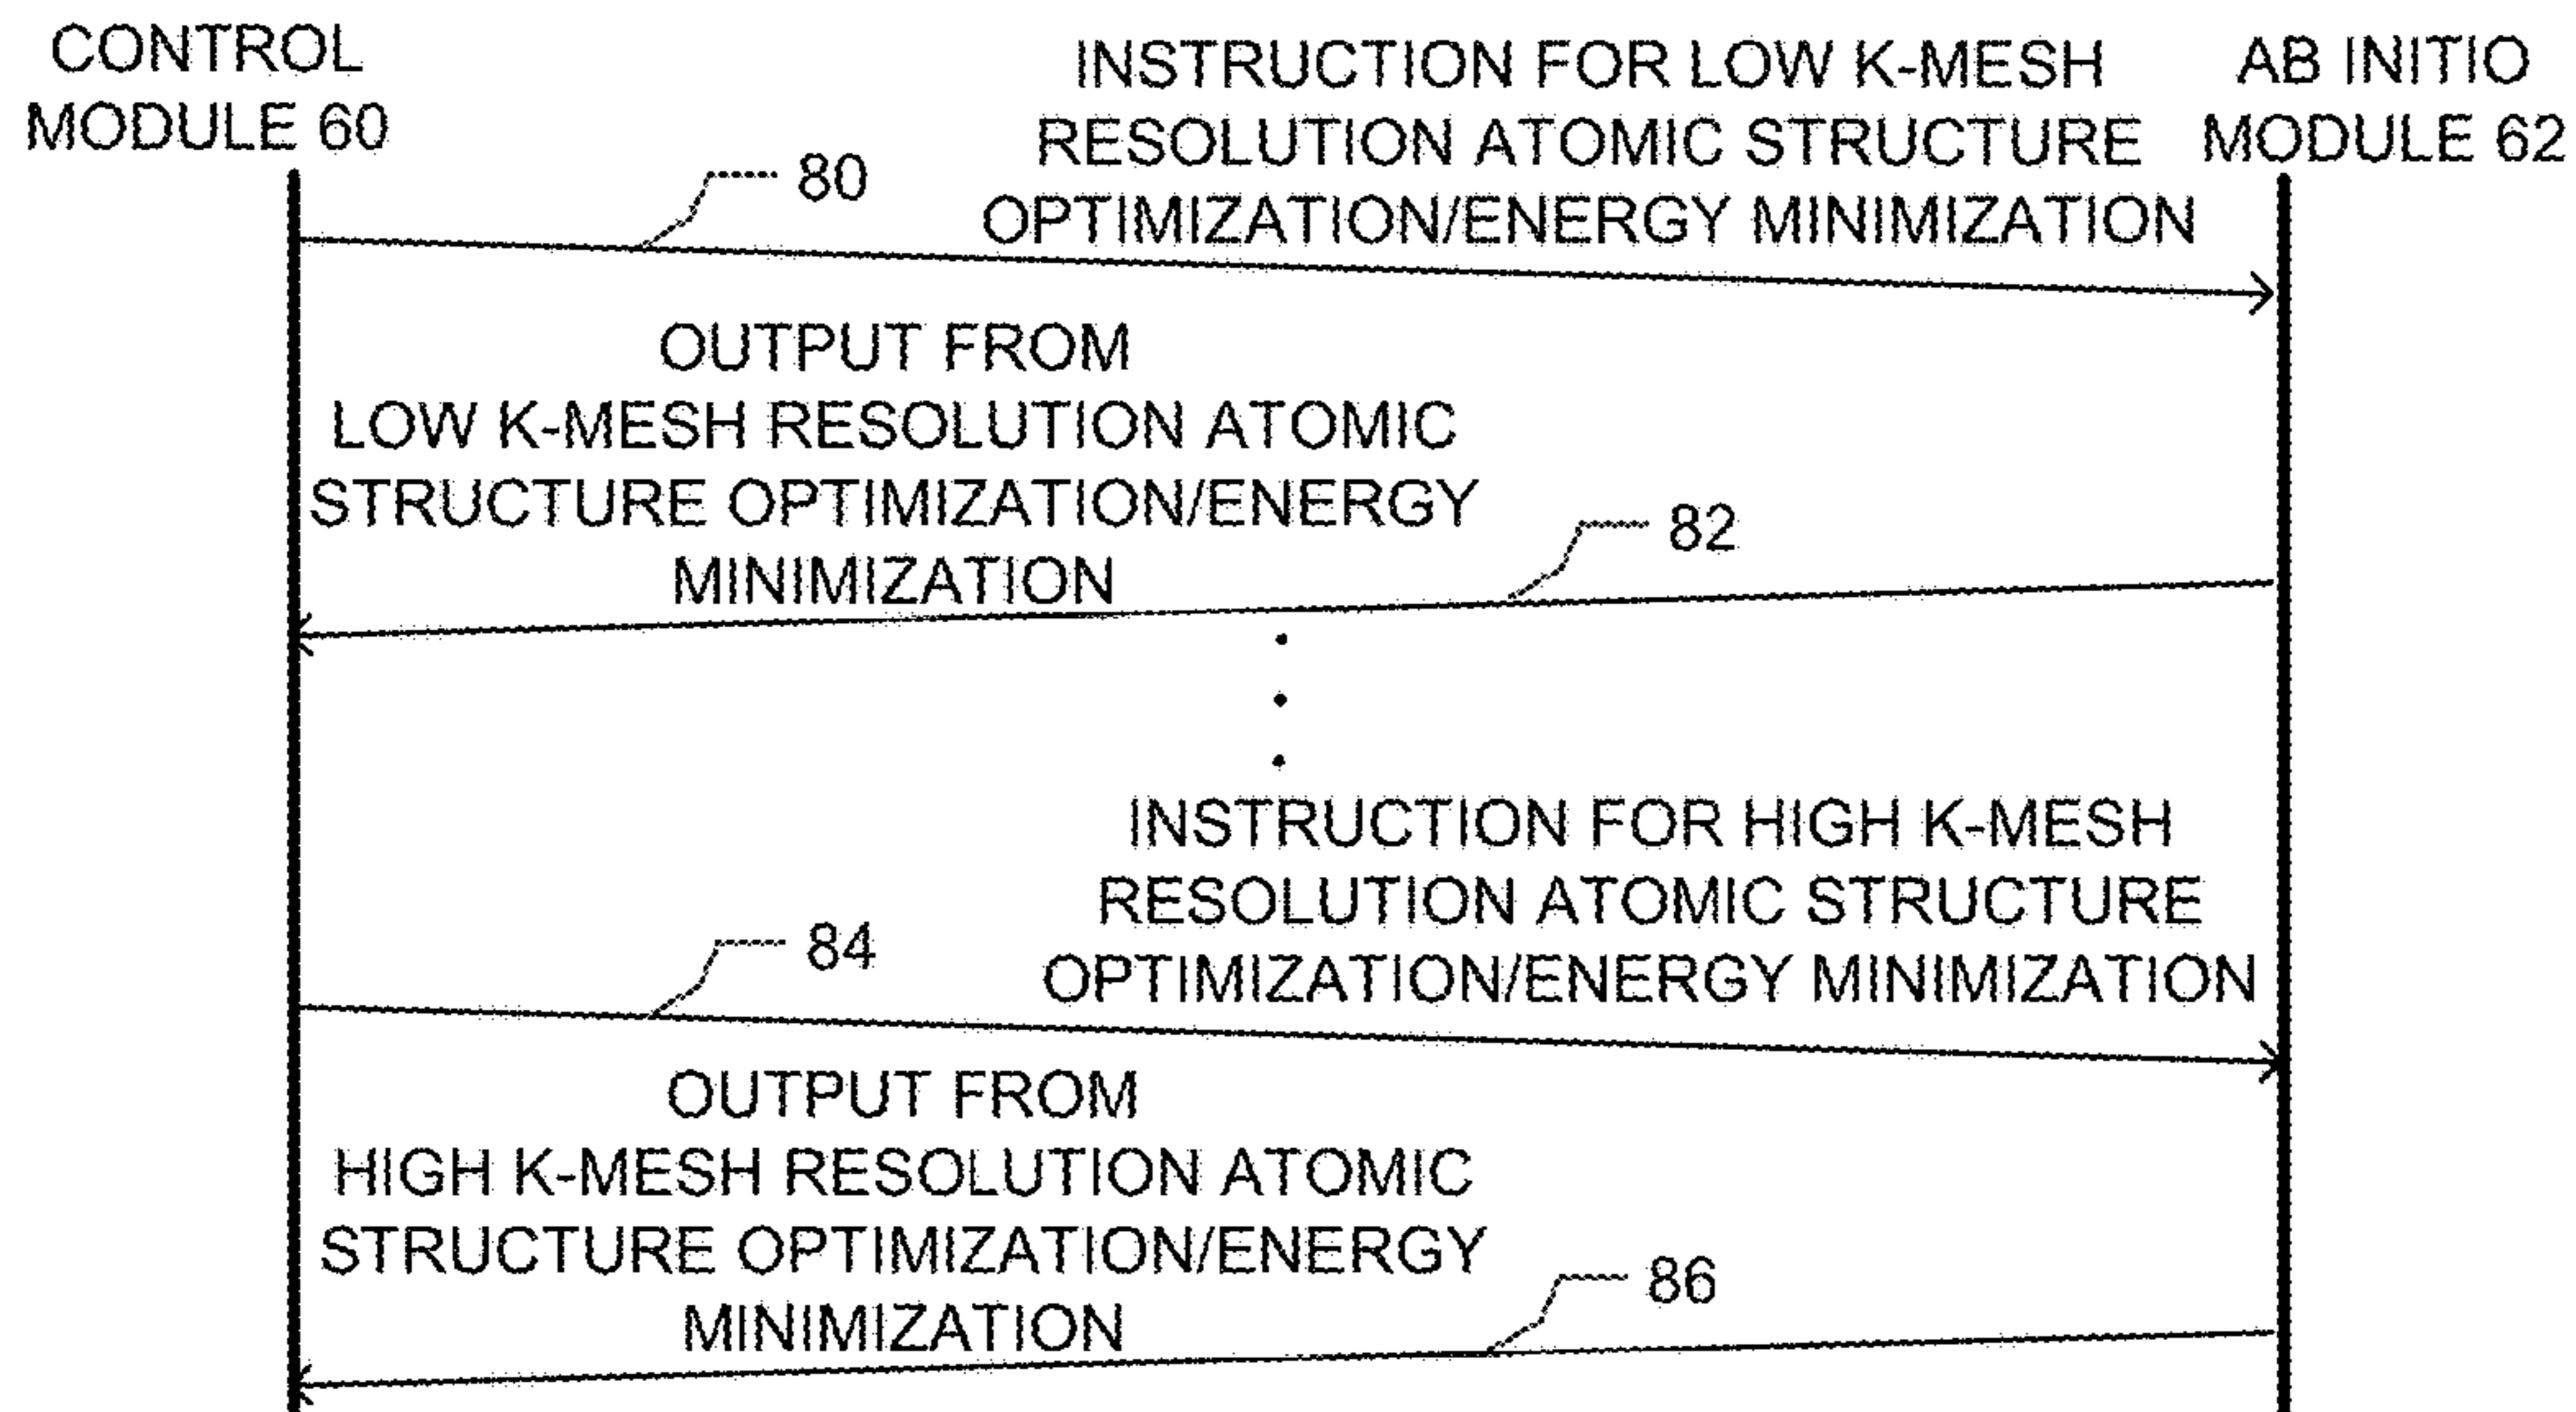 CONTROL
MODULE 60
AB INITIO
MODULE 62
INSTRUCTION FOR LOW K-MESH
RESOLUTION ATOMIC STRUCTURE
OPTIMIZATION/ENERGY MINIMIZATION
80
OUTPUT FROM
LOW K-MESH RESOLUTION ATOMIC
STRUCTURE OPTIMIZATION/ENERGY
MINIMIZATION
82
INSTRUCTION FOR HIGH K-MESH
RESOLUTION ATOMIC STRUCTURE
OPTIMIZATION/ENERGY MINIMIZATION
84
OUTPUT FROM
HIGH K-MESH RESOLUTION ATOMIC
STRUCTURE OPTIMIZATION/ENERGY
MINIMIZATION
86